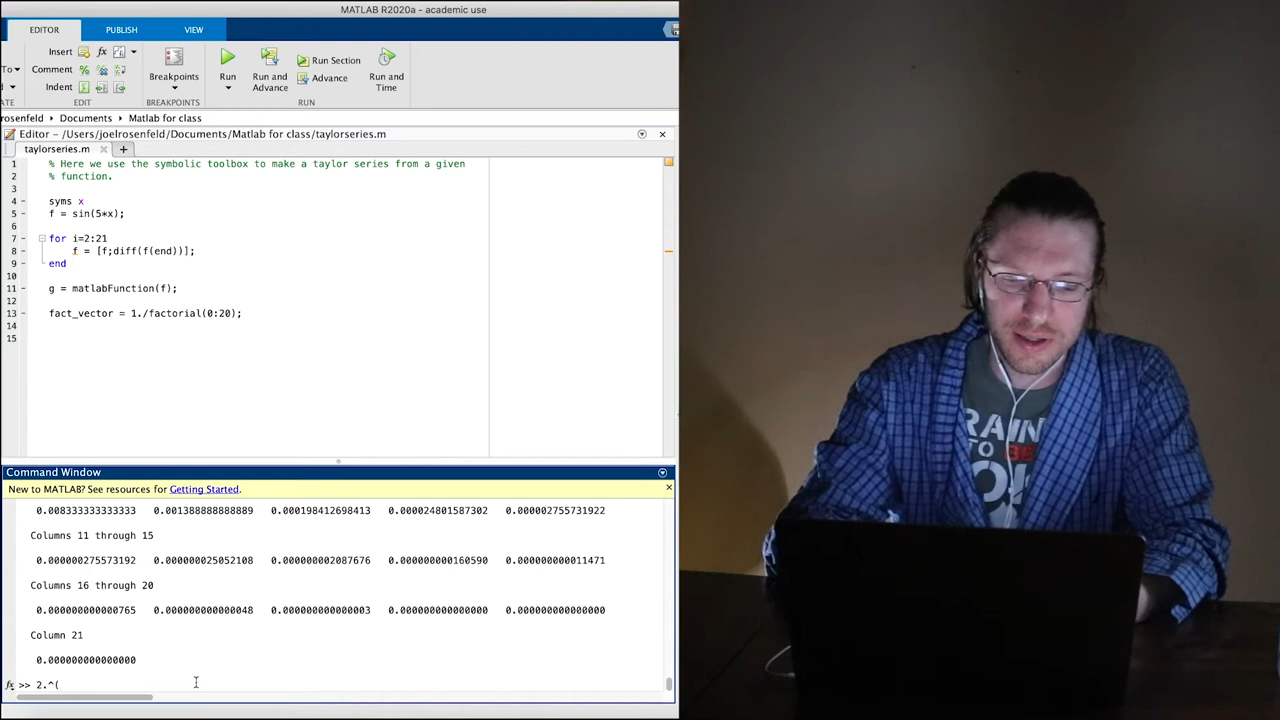 MATLAB R2020a - academic use
EDITOR PUBLISH VIEW
Insert fx
To Comment %
Indent
Breakpoints Run Run and Advance Run Section Advance Run and Time
EDIT BREAKPOINTS RUN
rosenfeld Documents Matlab for class
Editor - /Users/joelrosenfeld/Documents/Matlab for class/taylorseries.m
taylorseries.m
1 % Here we use the symbolic toolbox to make a taylor series from a given
2 % function.
3
4 syms x
5 f = sin(5*x);
6
7 for i=2:21
8 f = [f;diff(f(end))];
9 end
10
11 g = matlabFunction(f);
12
13 fact_vector = 1./factorial(0:20);
14
15
Command Window
New to MATLAB? See resources for Getting Started.
0.008333333333333 0.001388888888889 0.000198412698413 0.000024801587302 0.000002755731922
Columns 11 through 15
0.000000275573192 0.000000025052108 0.000000002087676 0.000000000160590 0.000000000011471
Columns 16 through 20
0.000000000000765 0.000000000000048 0.000000000000003 0.000000000000000 0.000000000000000
Column 21
0.000000000000000
fx >> 2.^(
TO BE